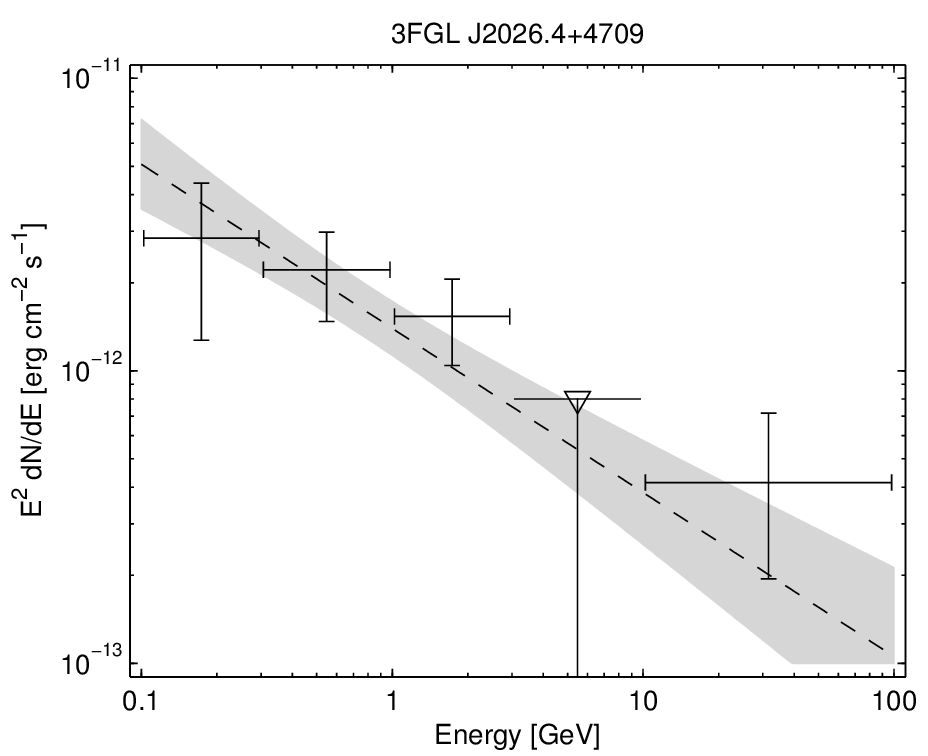 3FGL J2026.4+4709
10⁻¹¹
10⁻¹²
10⁻¹³
E² dN/dE [erg cm⁻² s⁻¹]
0.1 1 10 100
Energy [GeV]